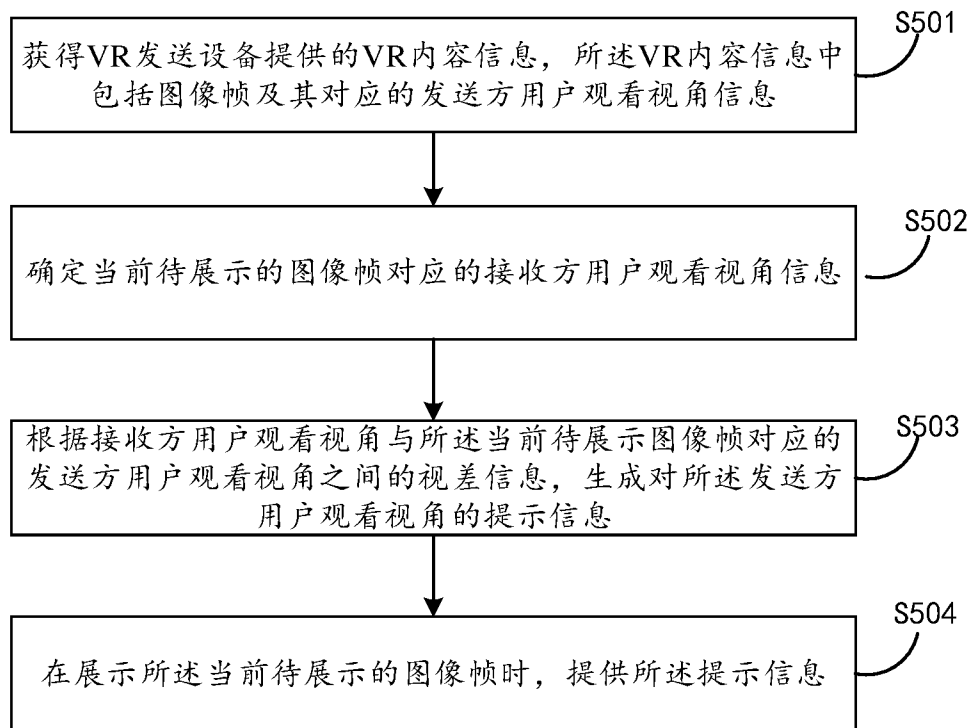 S501
获得VR发送设备提供的VR内容信息，所述VR内容信息中
包括图像帧及其对应的发送方用户观看视角信息
S502
确定当前待展示的图像帧对应的接收方用户观看视角信息
S503
根据接收方用户观看视角与所述当前待展示图像帧对应的
发送方用户观看视角之间的视差信息，生成对所述发送方
用户观看视角的提示信息
S504
在展示所述当前待展示的图像帧时，提供所述提示信息